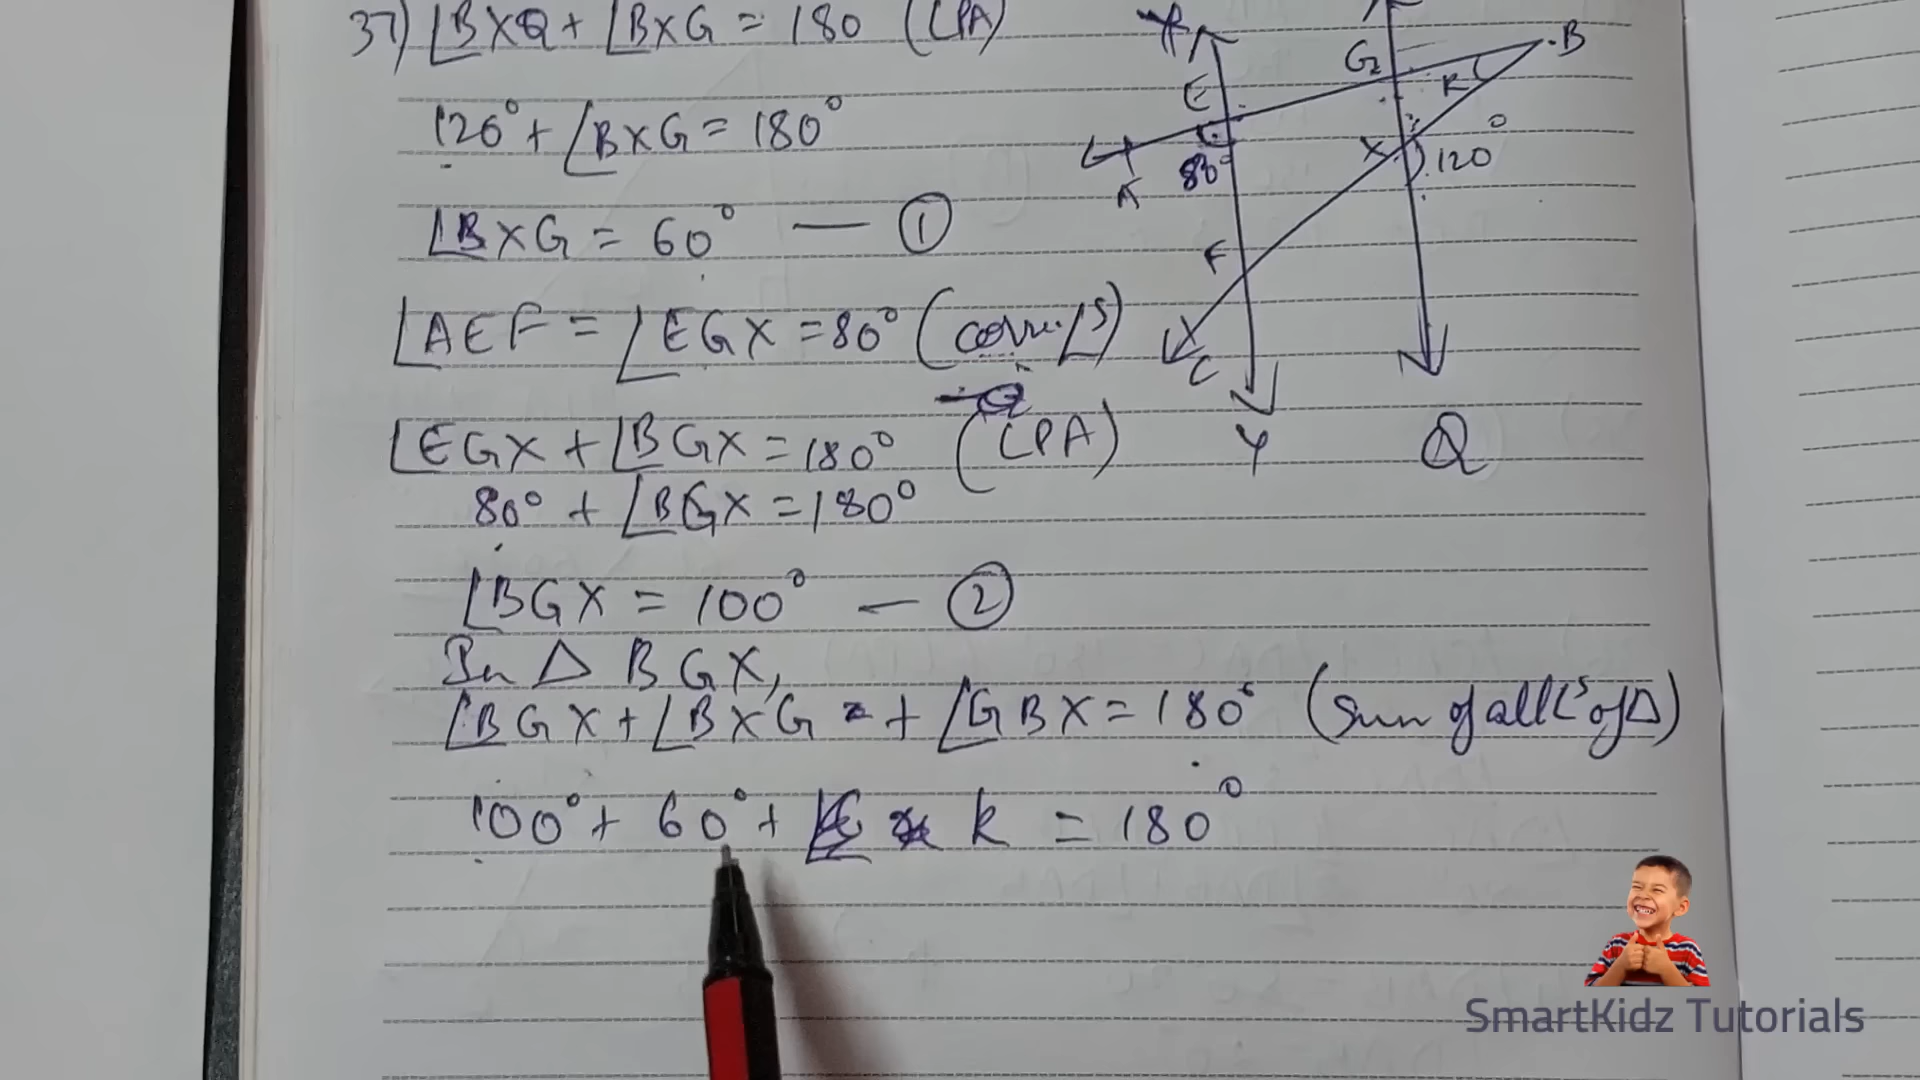 37) ∠BXQ + ∠BXG = 180 (LPA)
120° + ∠BXG = 180°
∠BXG = 60° — ①
∠AEF = ∠EGX = 80° (corr. ∠s)
∠EGX + ∠BGX = 180° (LPA)
80° + ∠BGX = 180°
∠BGX = 100° — ②
In Δ BGX,
∠BGX + ∠BXG + ∠GBX = 180° (Sum of all ∠s of Δ)
100° + 60° + k = 180°
G
B
E
k
X
120°
80°
A
F
C
Y
Q
SmartKidz Tutorials